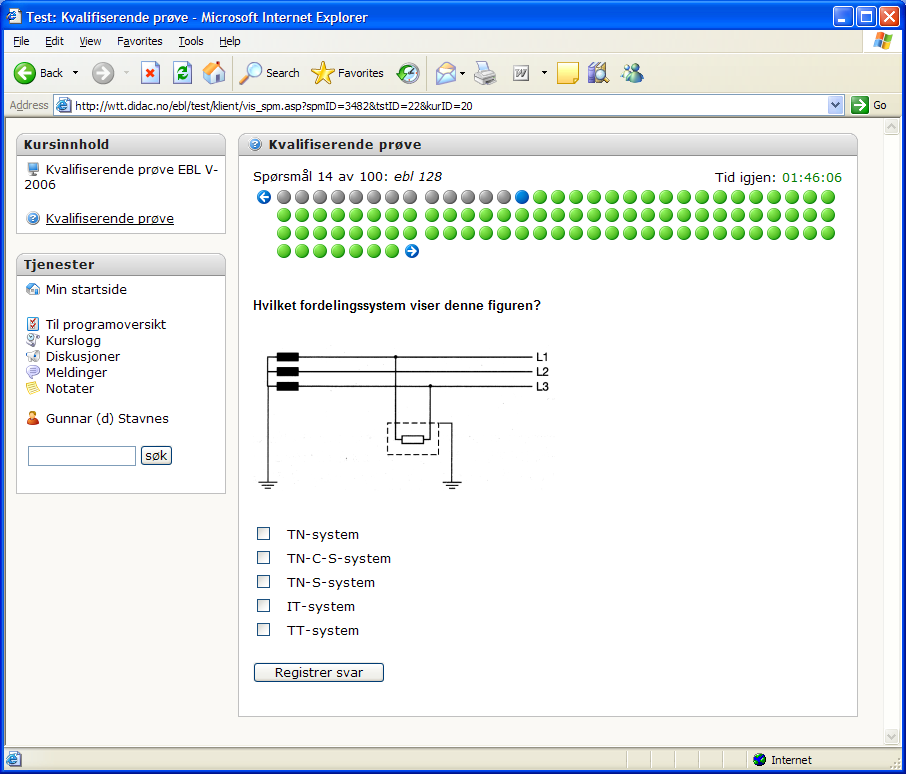 Test: Kvalifiserende prøve - Microsoft Internet Explorer
File Edit View Favorites Tools Help
Back Search Favorites
Address http://wtt.didac.no/ebl/test/klient/vis_spm.asp?spmID=3482&tstID=22&kurID=20 Go
Kursinnhold
Kvalifiserende prøve EBL V-
2006
Kvalifiserende prøve
Tjenester
Min startside
Til programoversikt
Kurslogg
Diskusjoner
Meldinger
Notater
Gunnar (d) Stavnes
søk
Kvalifiserende prøve
Spørsmål 14 av 100: ebl 128 Tid igjen: 01:46:06
Hvilket fordelingssystem viser denne figuren?
L1
L2
L3
TN-system
TN-C-S-system
TN-S-system
IT-system
TT-system
Registrer svar
Internet